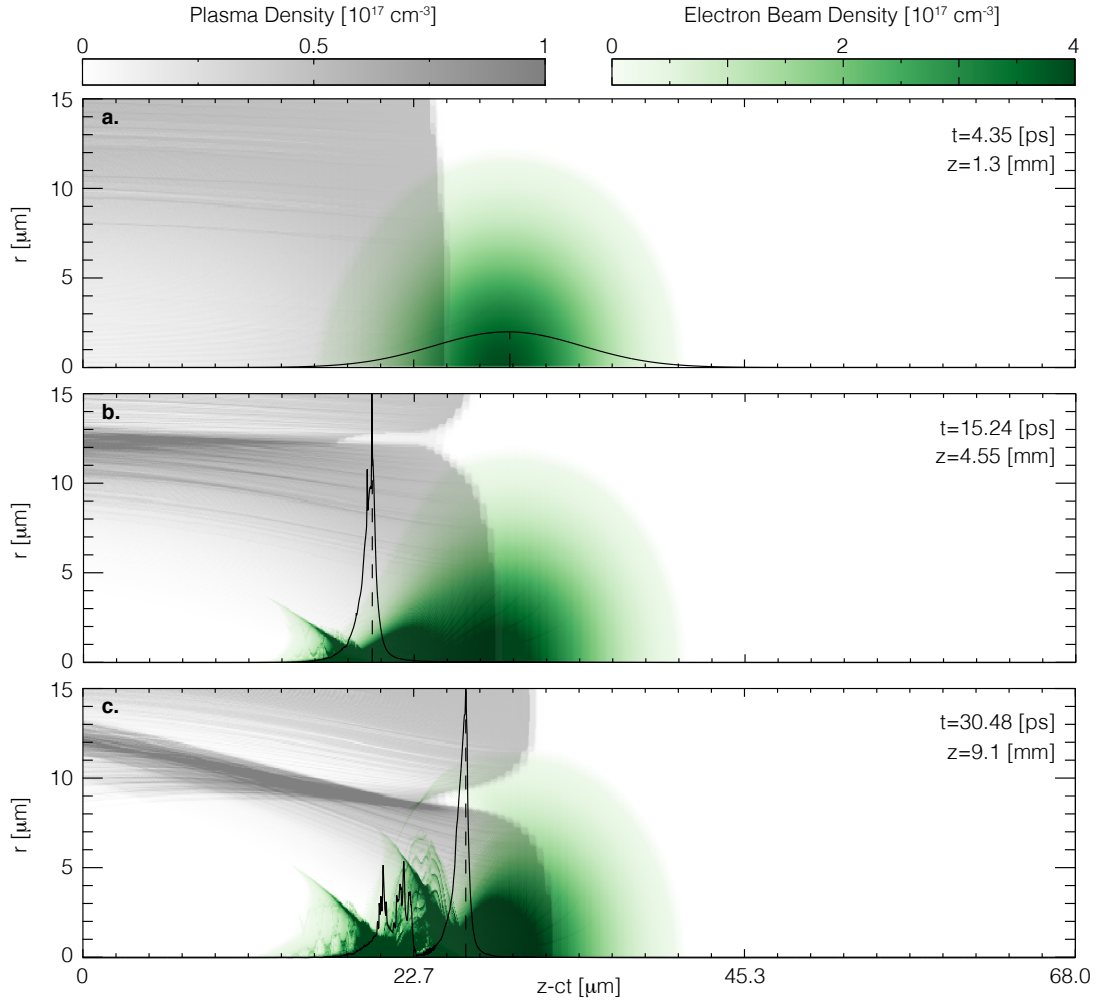 Plasma Density [10¹⁷ cm⁻³] Electron Beam Density [10¹⁷ cm⁻³]
0 0.5 1 0 2 4
15 a.
t=4.35 [ps]
z=1.3 [mm]
10
r [μm]
5
0
15 b.
t=15.24 [ps]
z=4.55 [mm]
10
r [μm]
5
0
15 c.
t=30.48 [ps]
z=9.1 [mm]
10
r [μm]
5
0
0 22.7 45.3 68.0
z-ct [μm]